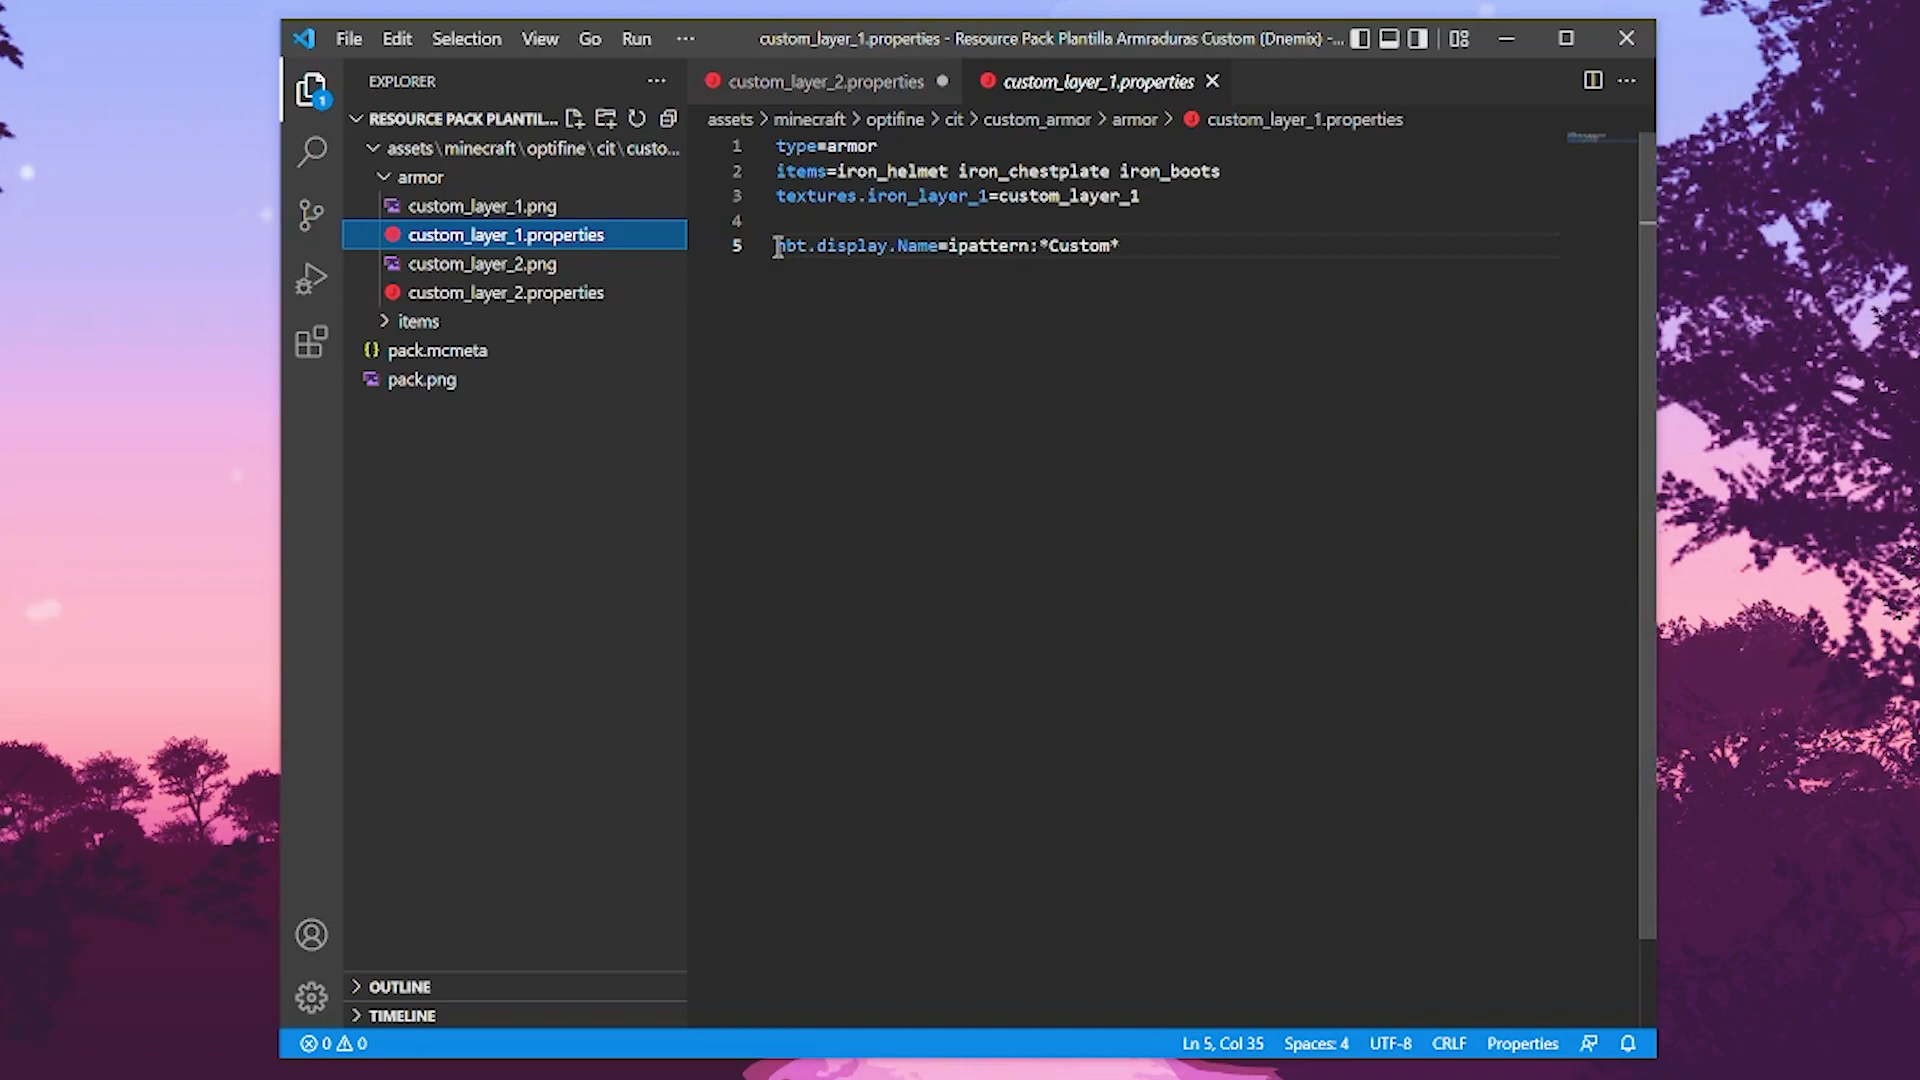 File Edit Selection View Go Run ··· custom_layer_1.properties - Resource Pack Plantilla Armraduras Custom (Dnemix) -...
EXPLORER ···
custom_layer_2.properties
custom_layer_1.properties
1
RESOURCE PACK PLANTIL...
assets > minecraft > optifine > cit > custom_armor > armor > custom_layer_1.properties
assets\minecraft\optifine\cit\custo...
armor
custom_layer_1.png
custom_layer_1.properties
custom_layer_2.png
custom_layer_2.properties
items
{} pack.mcmeta
pack.png
1 type=armor
2 items=iron_helmet iron_chestplate iron_boots
3 textures.iron_layer_1=custom_layer_1
4
5 nbt.display.Name=ipattern:*Custom*
OUTLINE
TIMELINE
0 0 Ln 5, Col 35 Spaces: 4 UTF-8 CRLF Properties